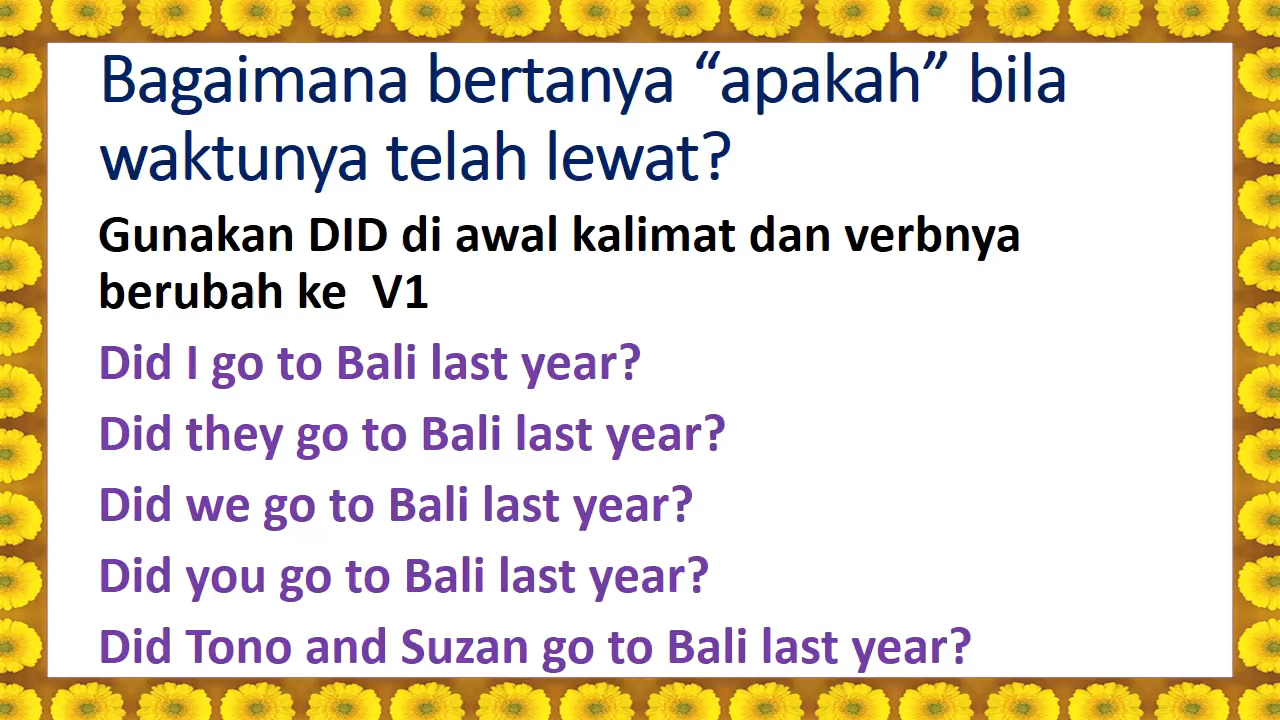 Bagaimana bertanya “apakah” bila
waktunya telah lewat?
Gunakan DID di awal kalimat dan verbnya
berubah ke  V1
Did I go to Bali last year?
Did they go to Bali last year?
Did we go to Bali last year?
Did you go to Bali last year?
Did Tono and Suzan go to Bali last year?